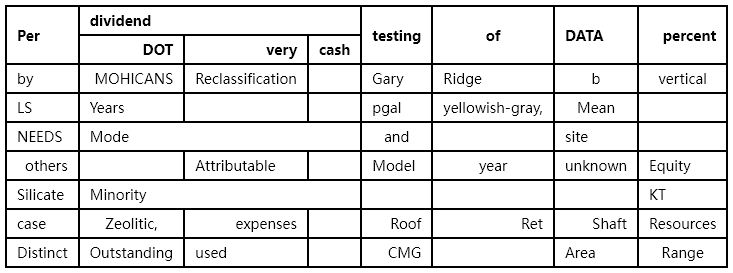 Per dividend testing of DATA percent
DOT very cash
by MOHICANS Reclassification Gary Ridge b vertical
LS Years pgal yellowish-gray, Mean
NEEDS Mode and site
others Attributable Model year unknown Equity
Silicate Minority KT
case Zeolitic, expenses Roof Ret Shaft Resources
Distinct Outstanding used CMG Area Range